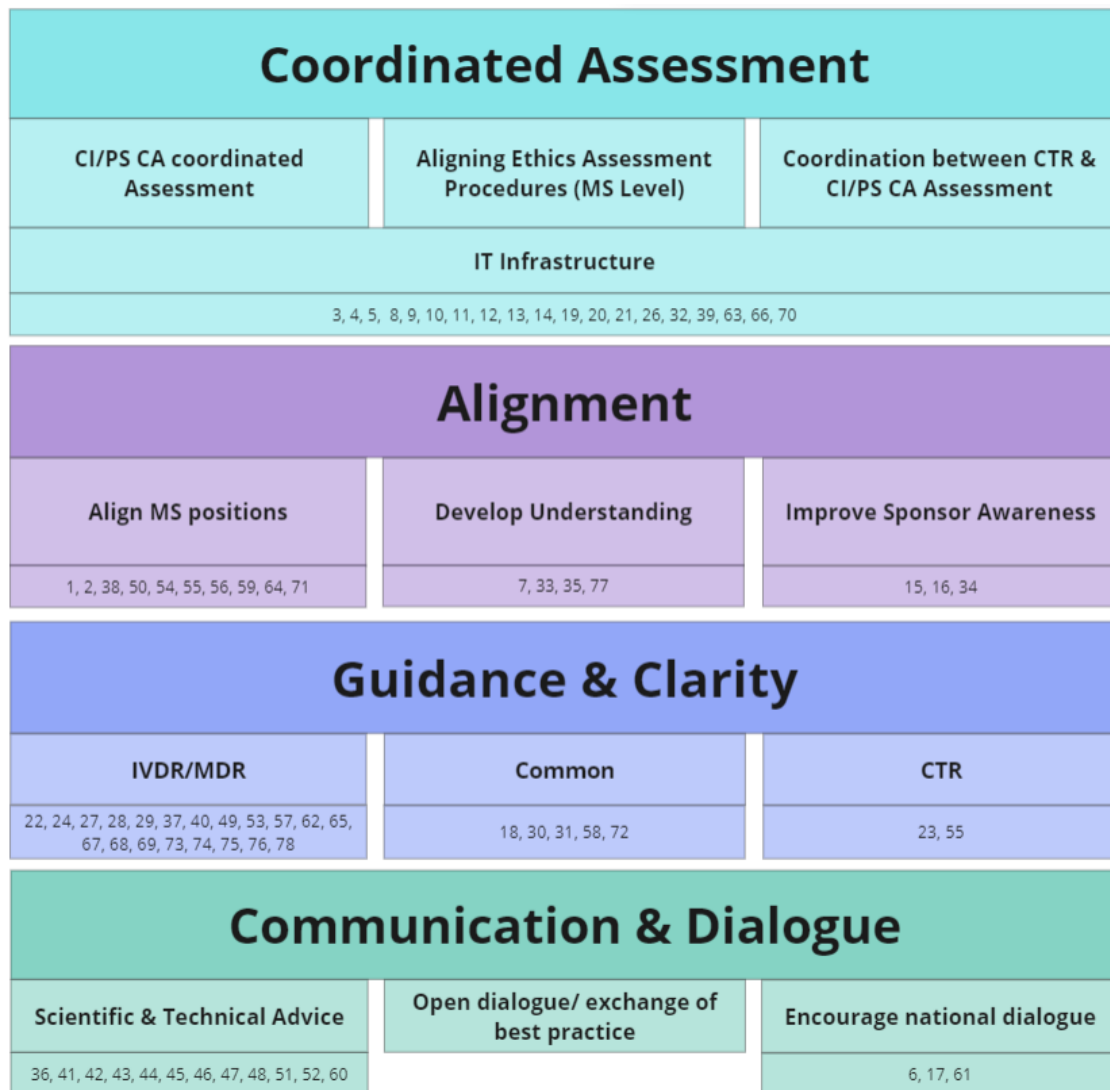 Coordinated Assessment
CI/PS CA coordinated
Assessment
Aligning Ethics Assessment
Procedures (MS Level)
Coordination between CTR &
CI/PS CA Assessment
IT Infrastructure
3, 4, 5, 8, 9, 10, 11, 12, 13, 14, 19, 20, 21, 26, 32, 39, 63, 66, 70
Alignment
Align MS positions
1, 2, 38, 50, 54, 55, 56, 59, 64, 71
Develop Understanding
7, 33, 35, 77
Improve Sponsor Awareness
15, 16, 34
Guidance & Clarity
IVDR/MDR
22, 24, 27, 28, 29, 37, 40, 49, 53, 57, 62, 65,
67, 68, 69, 73, 74, 75, 76, 78
Common
18, 30, 31, 58, 72
CTR
23, 55
Communication & Dialogue
Scientific & Technical Advice
36, 41, 42, 43, 44, 45, 46, 47, 48, 51, 52, 60
Open dialogue/ exchange of
best practice
Encourage national dialogue
6, 17, 61